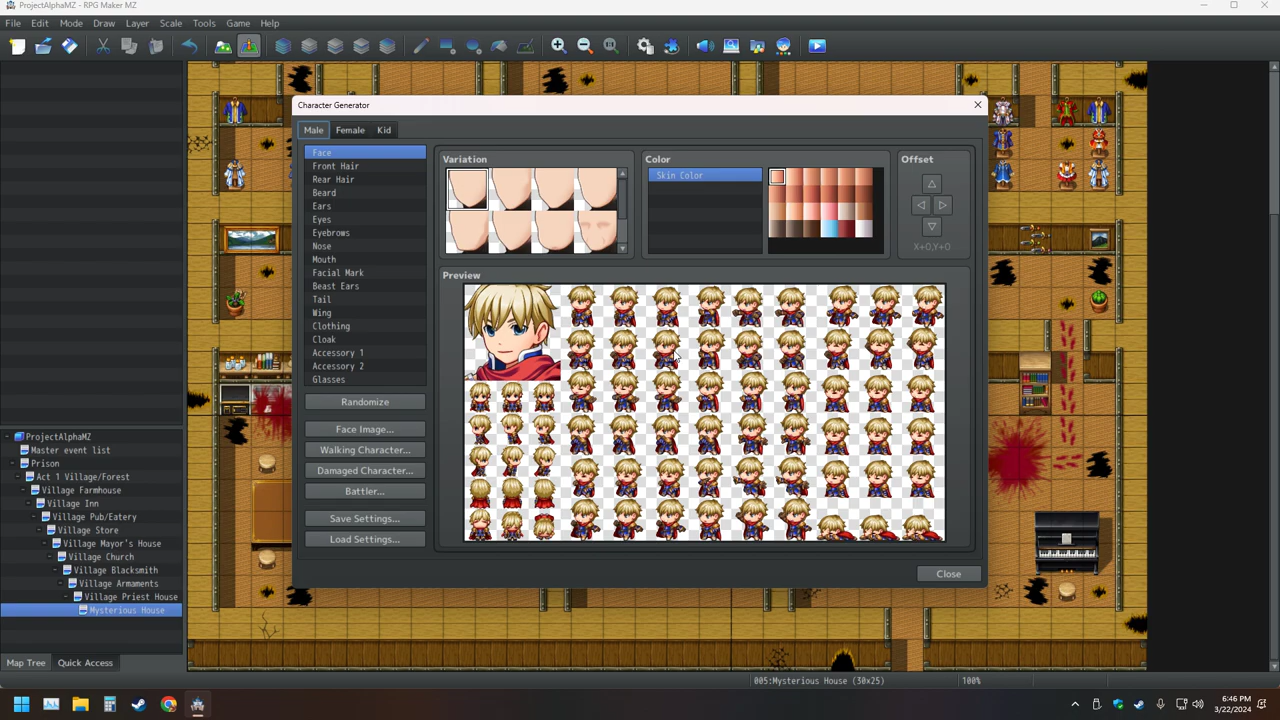 ProjectAlphaMZ - RPG Maker MZ
File Edit Mode Draw Layer Scale Tools Game Help
Character Generator
Male Female Kid
Face
Front Hair
Rear Hair
Beard
Ears
Eyes
Eyebrows
Nose
Mouth
Facial Mark
Beast Ears
Tail
Wing
Clothing
Cloak
Accessory 1
Accessory 2
Glasses
Randomize
Face Image...
Walking Character...
Damaged Character...
Battler...
Save Settings...
Load Settings...
Variation
Color
Skin Color
Offset
X+0,Y+0
Preview
Close
ProjectAlphaMZ
Master event list
Prison
Act 1 Village/Forest
Village Farmhouse
Village Inn
Village Pub/Eatery
Village Store
Village Mayor's House
Village Church
Village Blacksmith
Village Armaments
Village Priest House
Mysterious House
Map Tree Quick Access
005:Mysterious House (30x25) 100%
6:46 PM
3/22/2024